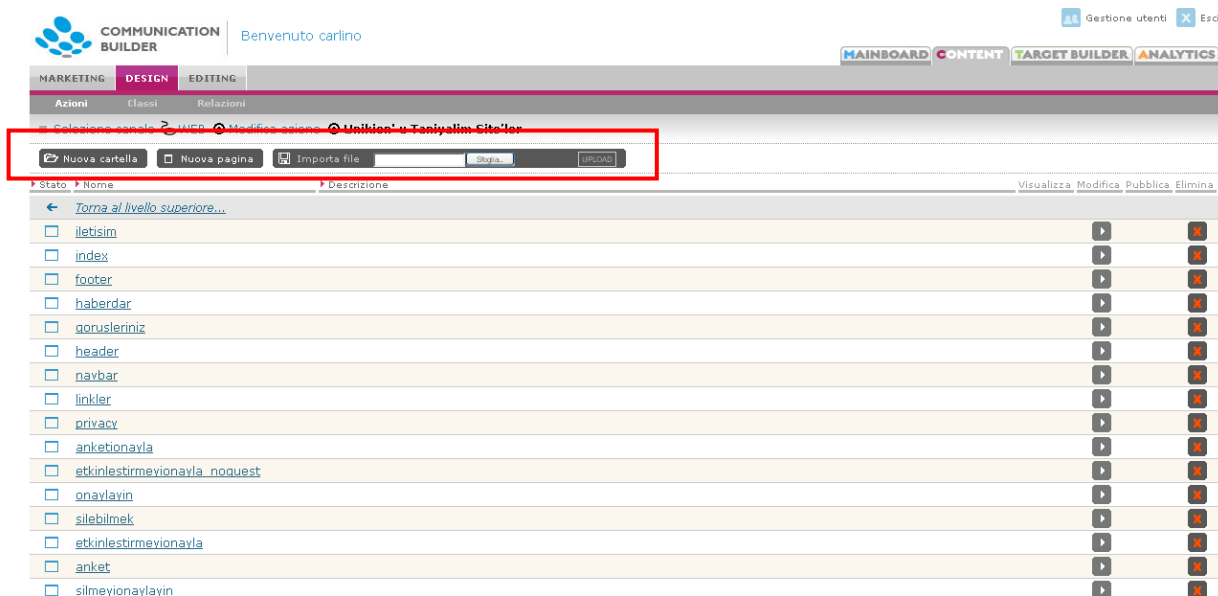 Gestione utenti Esci
COMMUNICATION
BUILDER
Benvenuto carlino
MAINBOARD CONTENT TARGET BUILDER ANALYTICS
MARKETING DESIGN EDITING
Azioni Classi Relazioni
Selezione canale WEB Modifica azione Unikion' u Taniyalim Site'ler
Nuova cartella Nuova pagina Importa file Sfoglia... UPLOAD
Stato Nome Descrizione Visualizza Modifica Pubblica Elimina
Torna al livello superiore...
iletisim
index
footer
haberdar
gorusleriniz
header
navbar
linkler
privacy
anketionayla
etkinlestirmeyionayla_noquest
onaylayin
silebilmek
etkinlestirmeyionayla
anket
silmeyionaylayin